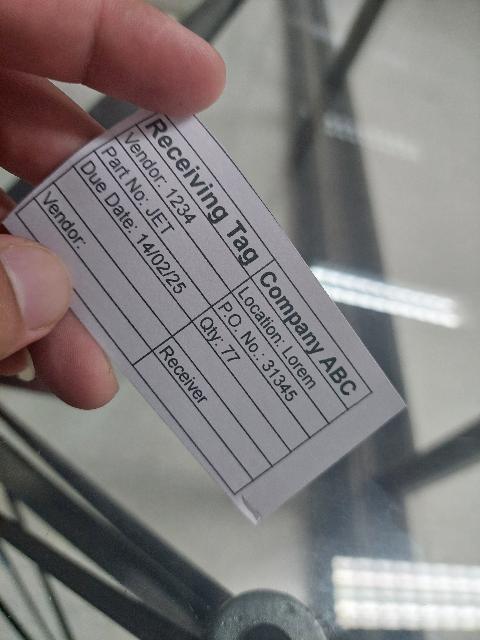 Receiving Tag Company ABC
Vendor: 1234 Location: Lorem
Part No: JET P.O. No.: 31345
Due Date: 14/02/25 Qty: 77
Vendor: Receiver